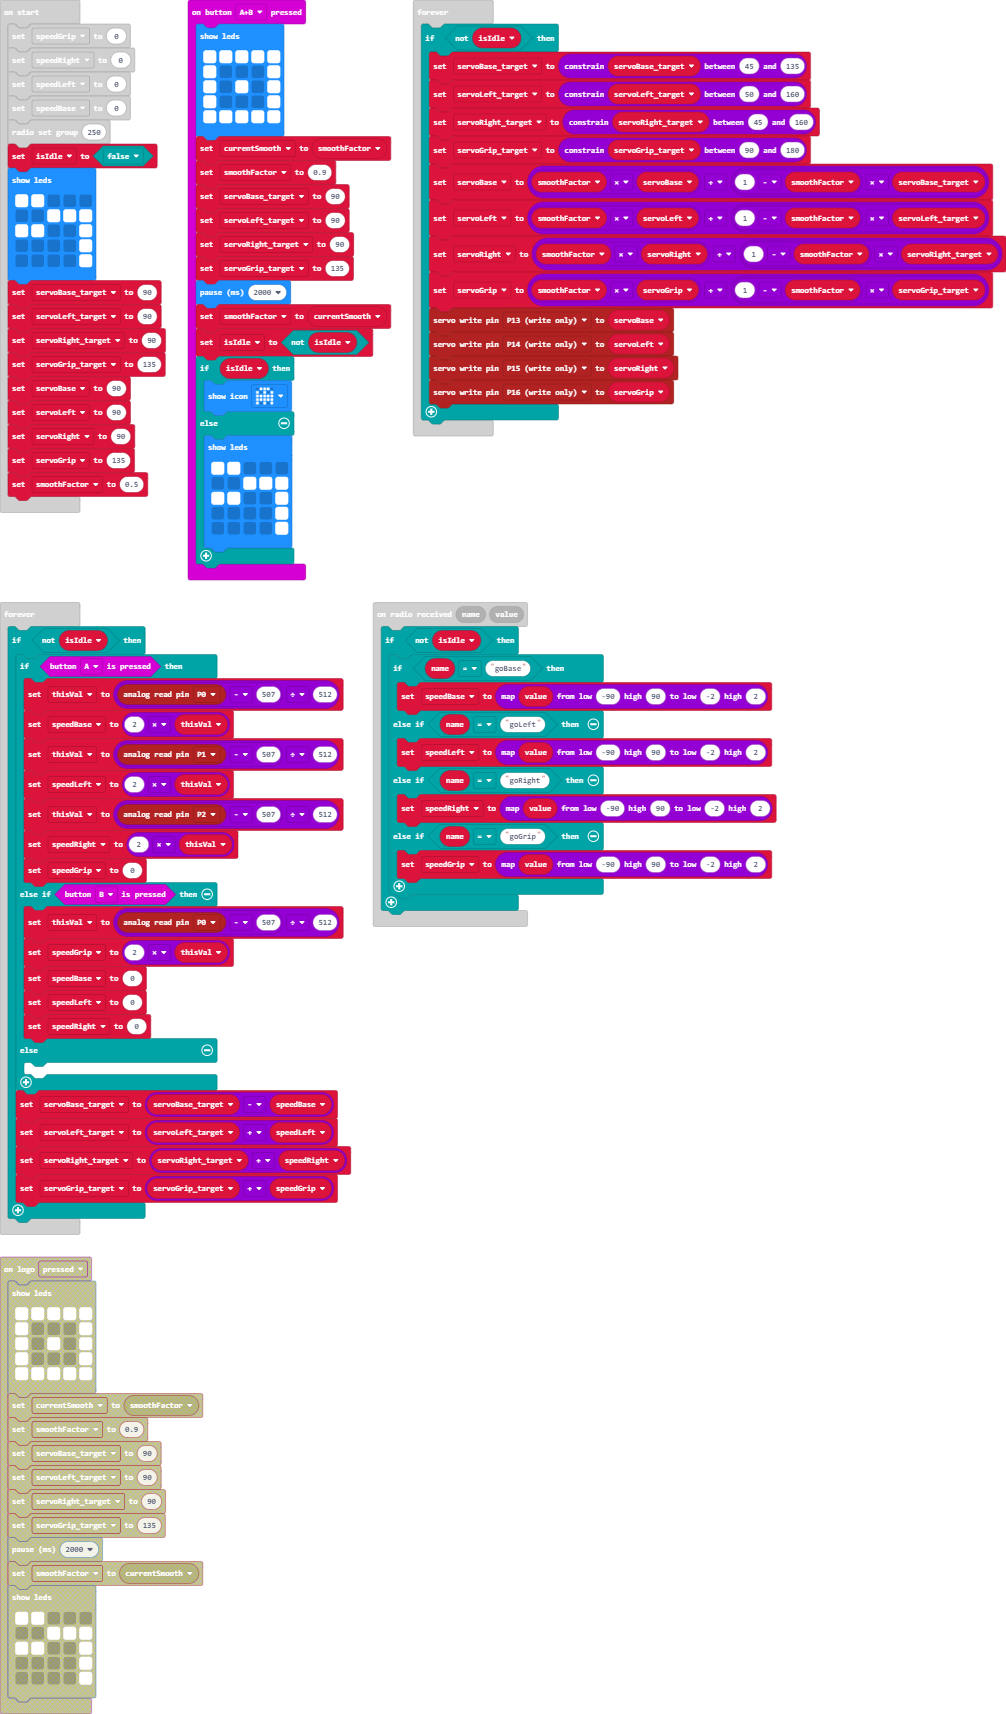 on start
set speedGrip to 0
set speedRight to 0
set speedLeft to 0
set speedBase to 0
radio set group 250
set isIdle to false
show leds
set servoBase_target to 90
set servoLeft_target to 90
set servoRight_target to 90
set servoGrip_target to 135
set servoBase to 90
set servoLeft to 90
set servoRight to 90
set servoGrip to 135
set smoothFactor to 0.5
on button A+B pressed
show leds
set currentSmooth to smoothFactor
set smoothFactor to 0.9
set servoBase_target to 90
set servoLeft_target to 90
set servoRight_target to 90
set servoGrip_target to 135
pause (ms) 2000
set smoothFactor to currentSmooth
set isIdle to not isIdle
if isIdle then
show icon
else
show leds
forever
if not isIdle then
set servoBase_target to constrain servoBase_target between 45 and 135
set servoLeft_target to constrain servoLeft_target between 50 and 160
set servoRight_target to constrain servoRight_target between 45 and 160
set servoGrip_target to constrain servoGrip_target between 90 and 180
set servoBase to smoothFactor × servoBase + 1 - smoothFactor × servoBase_target
set servoLeft to smoothFactor × servoLeft + 1 - smoothFactor × servoLeft_target
set servoRight to smoothFactor × servoRight + 1 - smoothFactor × servoRight_target
set servoGrip to smoothFactor × servoGrip + 1 - smoothFactor × servoGrip_target
servo write pin P13 (write only) to servoBase
servo write pin P14 (write only) to servoLeft
servo write pin P15 (write only) to servoRight
servo write pin P16 (write only) to servoGrip
forever
if not isIdle then
if button A is pressed then
set thisVal to analog read pin P0 - 507 ÷ 512
set speedBase to 2 × thisVal
set thisVal to analog read pin P1 - 507 ÷ 512
set speedLeft to 2 × thisVal
set thisVal to analog read pin P2 - 507 ÷ 512
set speedRight to 2 × thisVal
set speedGrip to 0
else if button B is pressed then
set thisVal to analog read pin P0 - 507 ÷ 512
set speedGrip to 2 × thisVal
set speedBase to 0
set speedLeft to 0
set speedRight to 0
else
set servoBase_target to servoBase_target - speedBase
set servoLeft_target to servoLeft_target + speedLeft
set servoRight_target to servoRight_target + speedRight
set servoGrip_target to servoGrip_target + speedGrip
on radio received name value
if not isIdle then
if name = "goBase" then
set speedBase to map value from low -90 high 90 to low -2 high 2
else if name = "goLeft" then
set speedLeft to map value from low -90 high 90 to low -2 high 2
else if name = "goRight" then
set speedRight to map value from low -90 high 90 to low -2 high 2
else if name = "goGrip" then
set speedGrip to map value from low -90 high 90 to low -2 high 2
on logo pressed
show leds
set currentSmooth to smoothFactor
set smoothFactor to 0.9
set servoBase_target to 90
set servoLeft_target to 90
set servoRight_target to 90
set servoGrip_target to 135
pause (ms) 2000
set smoothFactor to currentSmooth
show leds